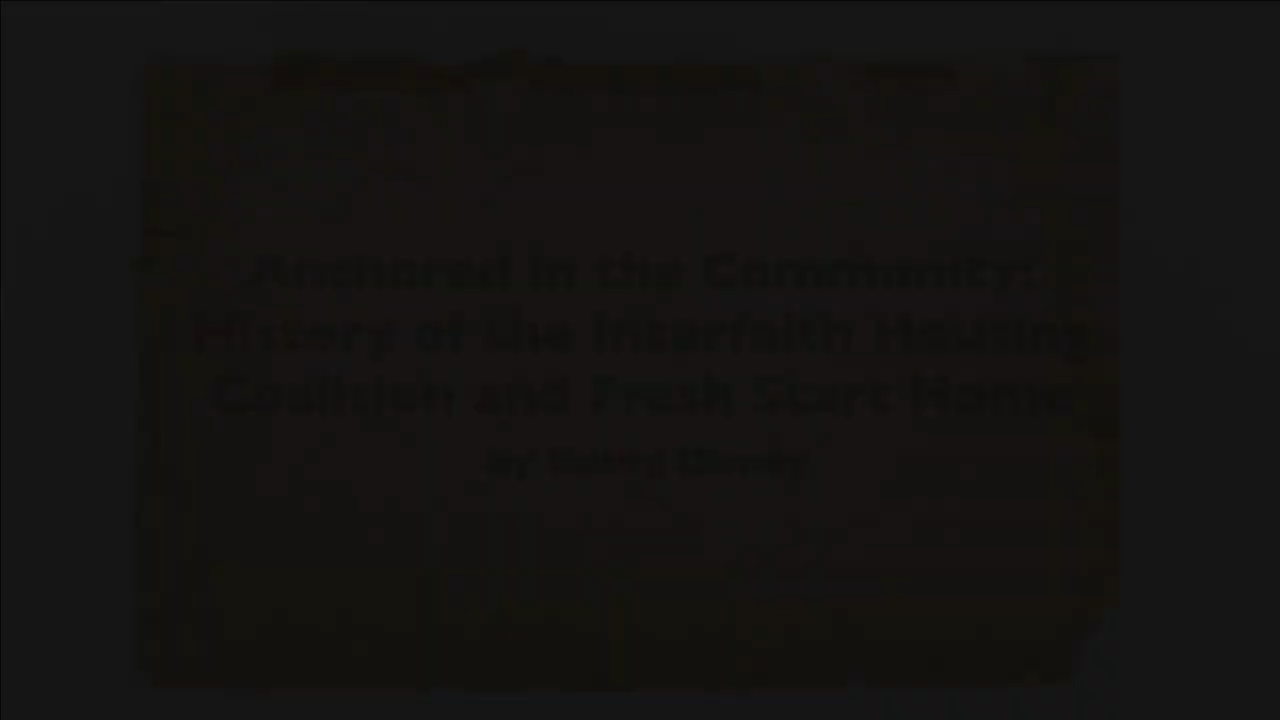 Anchored in the Community:
History of the Interfaith Housing
Coalition and Fresh Start Home
by